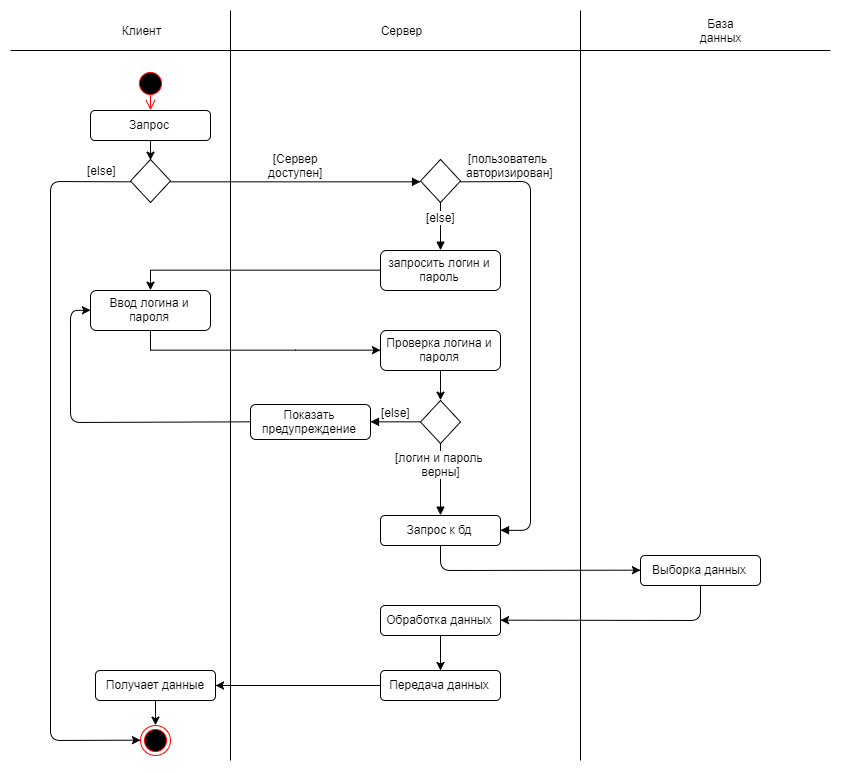 Клиент
Сервер
База
данных
Запрос
[else]
[Сервер
доступен]
[пользователь
авторизирован]
[else]
запросить логин и
пароль
Ввод логина и
пароля
Проверка логина и
пароля
Показать
предупреждение
[else]
[логин и пароль
верны]
Запрос к бд
Выборка данных
Обработка данных
Получает данные
Передача данных